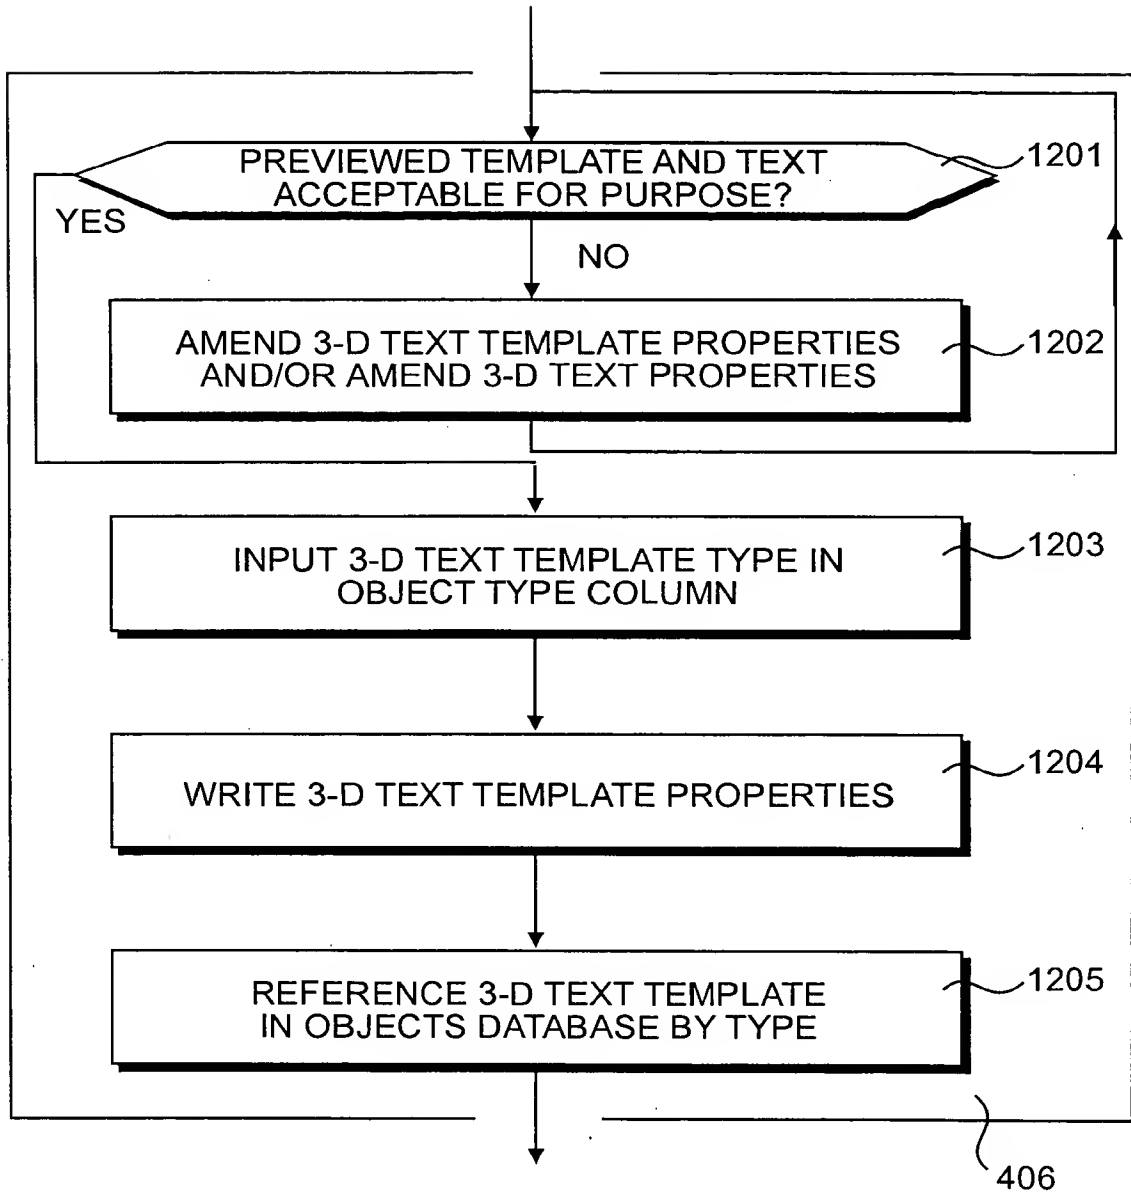 PREVIEWED TEMPLATE AND TEXT
ACCEPTABLE FOR PURPOSE?
1201
YES
NO
AMEND 3-D TEXT TEMPLATE PROPERTIES
AND/OR AMEND 3-D TEXT PROPERTIES
1202
INPUT 3-D TEXT TEMPLATE TYPE IN
OBJECT TYPE COLUMN
1203
WRITE 3-D TEXT TEMPLATE PROPERTIES
1204
REFERENCE 3-D TEXT TEMPLATE
IN OBJECTS DATABASE BY TYPE
1205
406